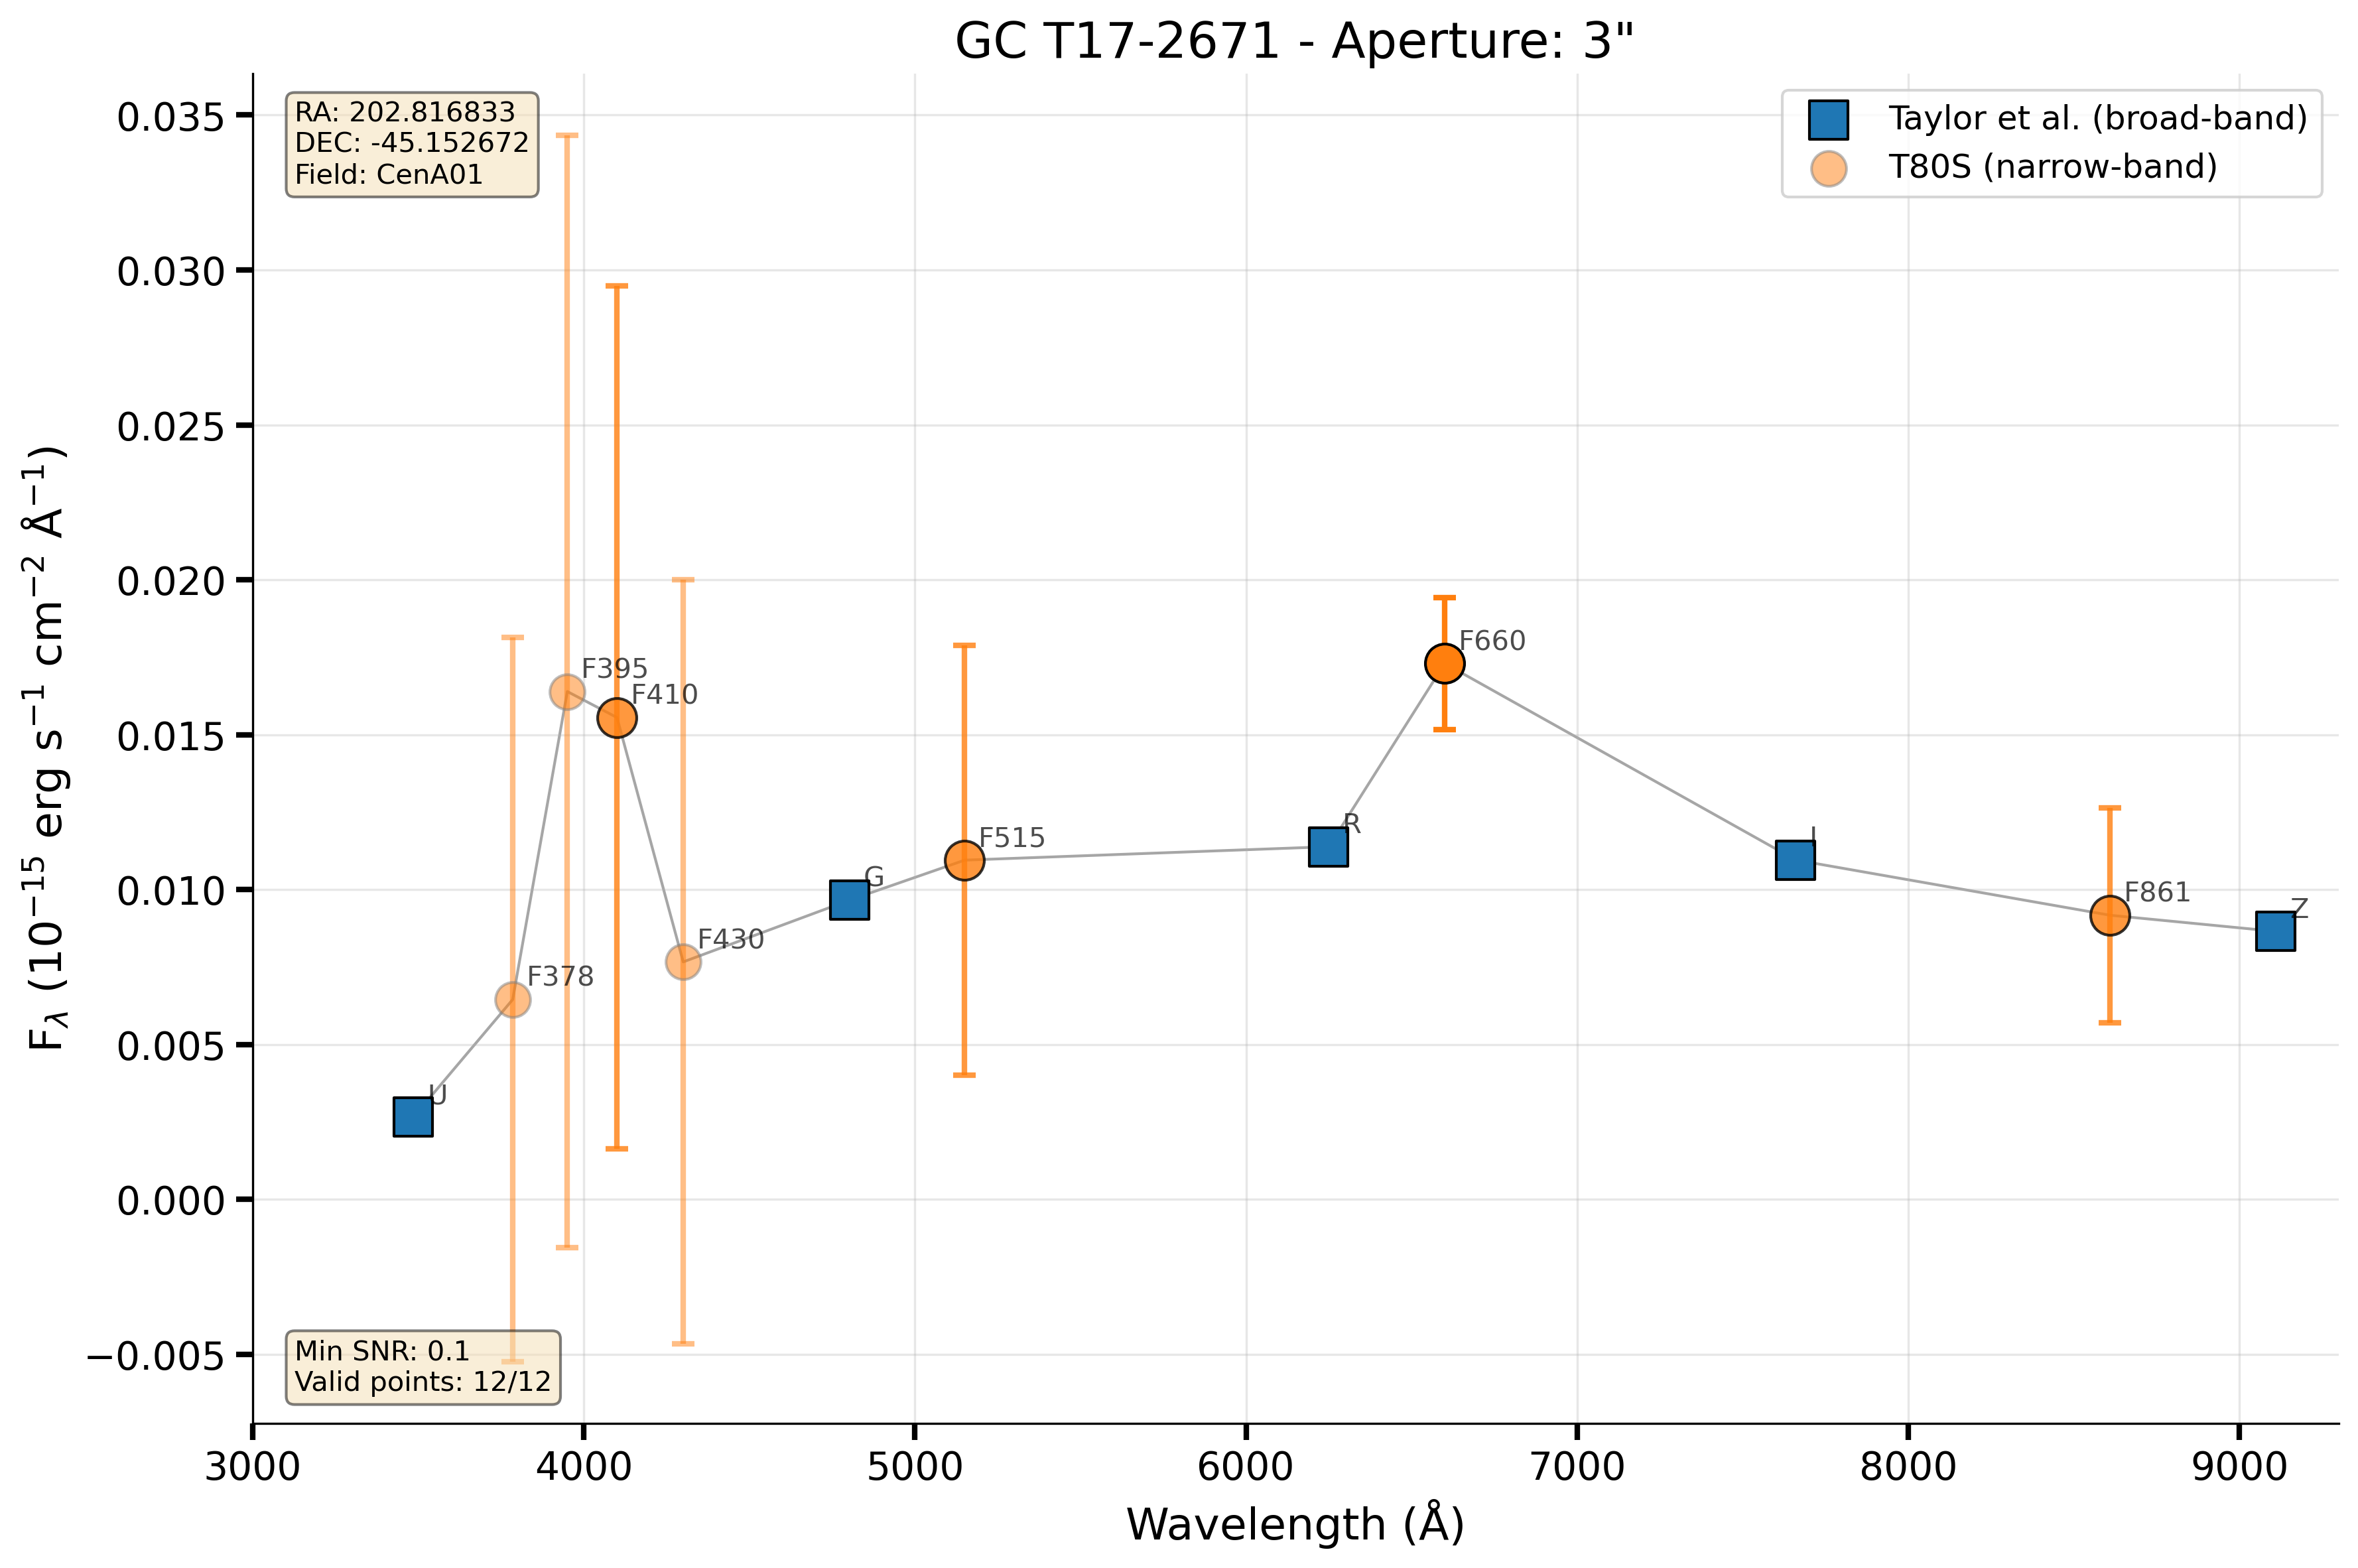 GC T17-2671 - Aperture: 3"
RA: 202.816833
DEC: -45.152672
Field: CenA01
Taylor et al. (broad-band)
T80S (narrow-band)
0.035
0.030
0.025
0.020
0.015
0.010
0.005
0.000
−0.005
F_λ (10⁻¹⁵ erg s⁻¹ cm⁻² Å⁻¹)
F395
F410
F660
F515
R
I
G
F861
Z
F430
F378
U
Min SNR: 0.1
Valid points: 12/12
3000 4000 5000 6000 7000 8000 9000
Wavelength (Å)